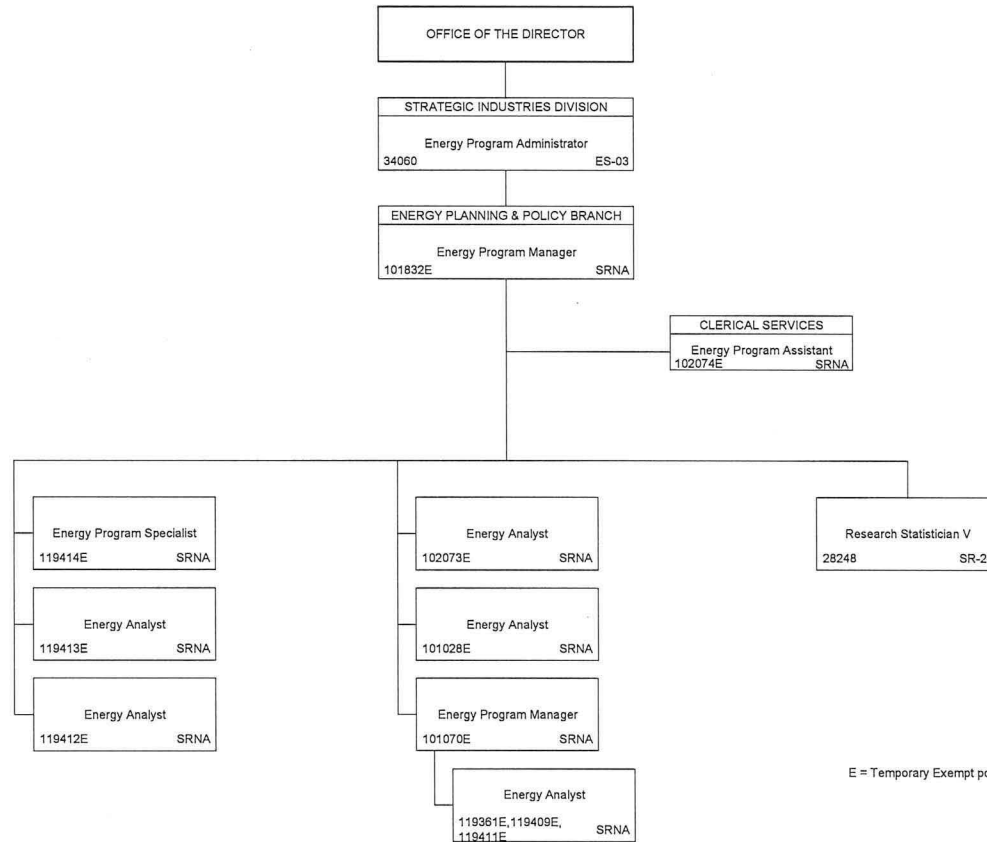 OFFICE OF THE DIRECTOR
STRATEGIC INDUSTRIES DIVISION
Energy Program Administrator
34060 ES-03
ENERGY PLANNING & POLICY BRANCH
Energy Program Manager
101832E SRNA
CLERICAL SERVICES
Energy Program Assistant
102074E SRNA
Energy Program Specialist
119414E SRNA
Energy Analyst
119413E SRNA
Energy Analyst
119412E SRNA
Energy Analyst
102073E SRNA
Energy Analyst
101028E SRNA
Energy Program Manager
101070E SRNA
Energy Analyst
119361E,119409E,
119411E SRNA
Research Statistician V
28248
E = Temporary Exempt